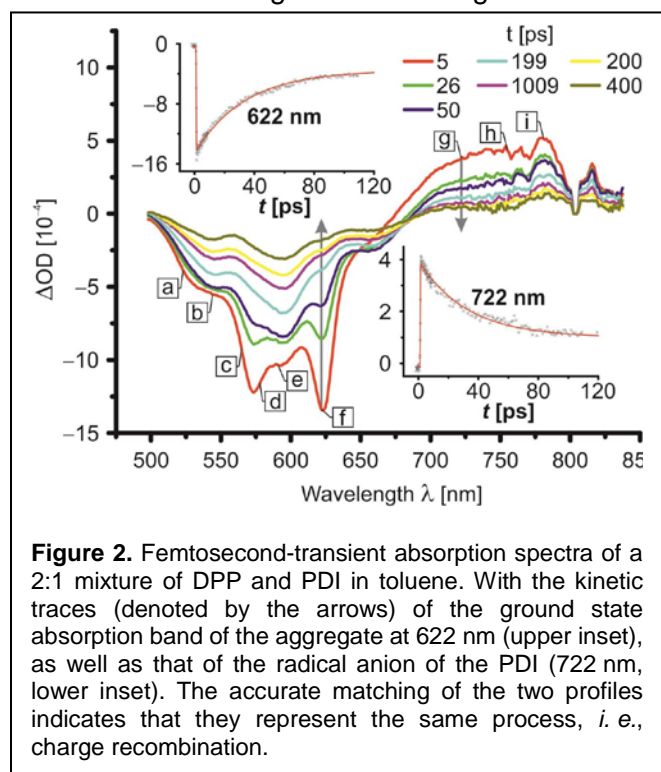 t [ps]
5
199
200
26
1009
400
50
10
5
0
−5
−10
−15
ΔOD [10⁻⁴]
0
−8
−16
622 nm
0
40
80
120
t [ps]
a
b
c
d
e
f
g
h
i
4
2
0
722 nm
0
40
80
120
t [ps]
500
550
600
650
700
750
800
85
Wavelength λ [nm]
Figure 2. Femtosecond-transient absorption spectra of a
2:1 mixture of DPP and PDI in toluene. With the kinetic
traces (denoted by the arrows) of the ground state
absorption band of the aggregate at 622 nm (upper inset),
as well as that of the radical anion of the PDI (722 nm,
lower inset). The accurate matching of the two profiles
indicates that they represent the same process, i. e.,
charge recombination.